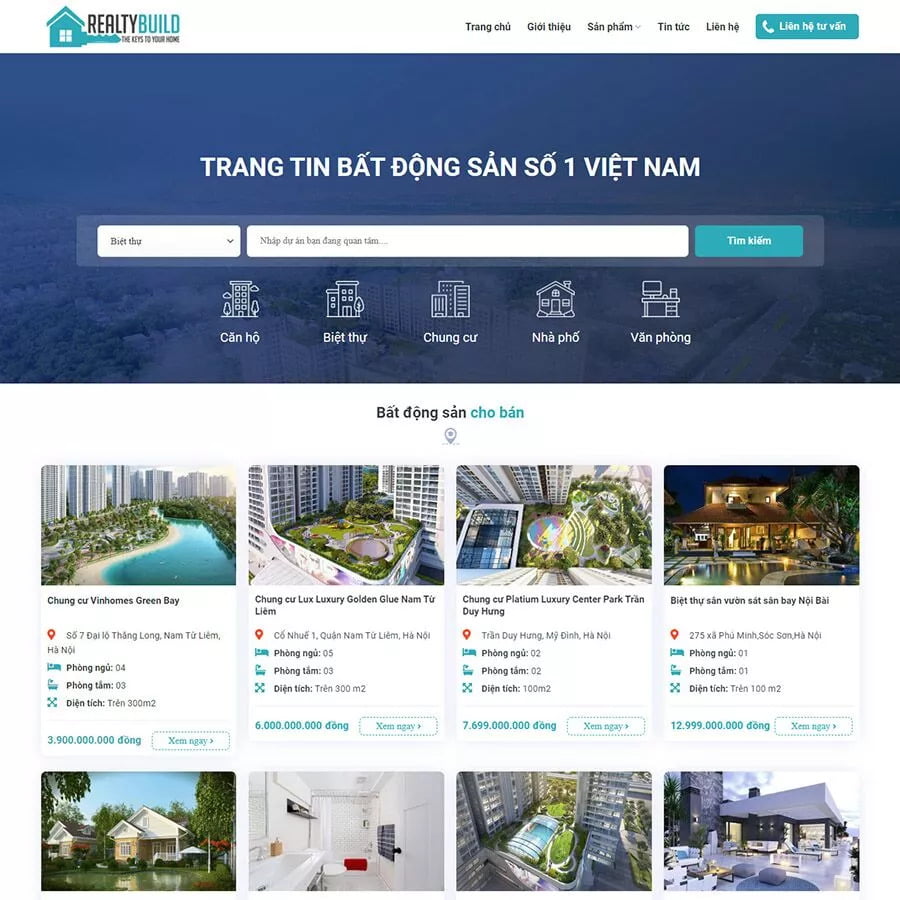 REALTYBUILD
THE KEYS TO YOUR HOME
Trang chủ
Giới thiệu
Sản phẩm
Tin tức
Liên hệ
Liên hệ tư vấn
TRANG TIN BẤT ĐỘNG SẢN SỐ 1 VIỆT NAM
Biệt thự
Nhập dự án bạn đang quan tâm....
Tìm kiếm
Căn hộ
Biệt thự
Chung cư
Nhà phố
Văn phòng
Bất động sản cho bán
Chung cư Vinhomes Green Bay
Số 7 Đại lộ Thăng Long, Nam Từ Liêm,
Hà Nội
Phòng ngủ: 04
Phòng tắm: 03
Diện tích: Trên 300m2
3.900.000.000 đồng
Xem ngay
Chung cư Lux Luxury Golden Glue Nam Từ
Liêm
Cổ Nhuế 1, Quận Nam Từ Liêm, Hà Nội
Phòng ngủ: 05
Phòng tắm: 03
Diện tích: Trên 300 m2
6.000.000.000 đồng
Xem ngay
Chung cư Platium Luxury Center Park Trần
Duy Hưng
Trần Duy Hưng, Mỹ Đình, Hà Nội
Phòng ngủ: 02
Phòng tắm: 02
Diện tích: 100m2
7.699.000.000 đồng
Xem ngay
Biệt thự sân vườn sát sân bay Nội Bài
275 xã Phú Minh,Sóc Sơn,Hà Nội
Phòng ngủ: 01
Phòng tắm: 01
Diện tích: Trên 100 m2
12.999.000.000 đồng
Xem ngay